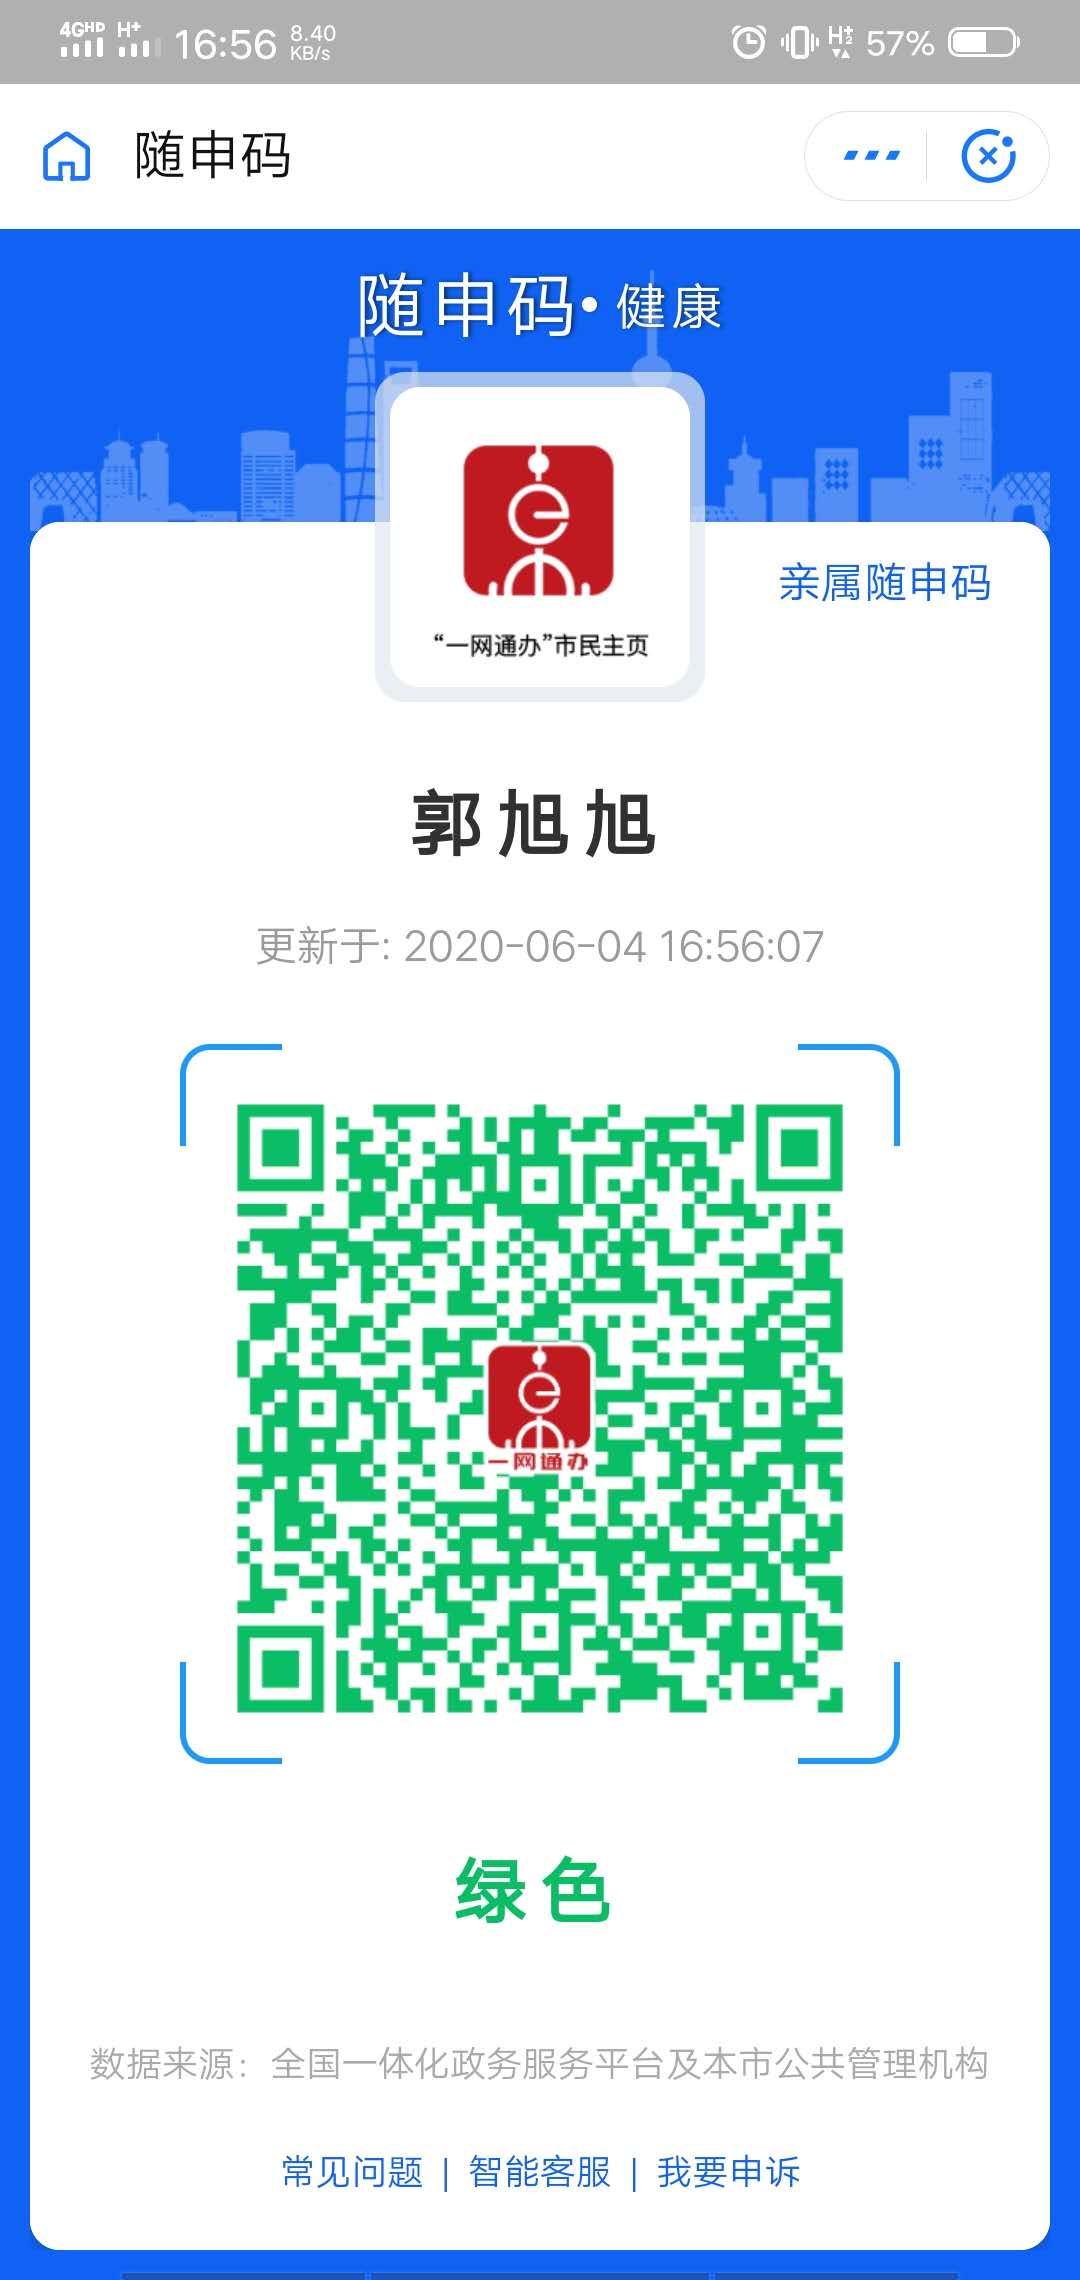 4GHD H+ 16:56 8.40 KB/s H+2 57%
随申码
随申码•健康
亲属随申码
“一网通办”市民主页
郭旭旭
更新于: 2020-06-04 16:56:07
一网通办
绿色
数据来源：全国一体化政务服务平台及本市公共管理机构
常见问题 | 智能客服 | 我要申诉